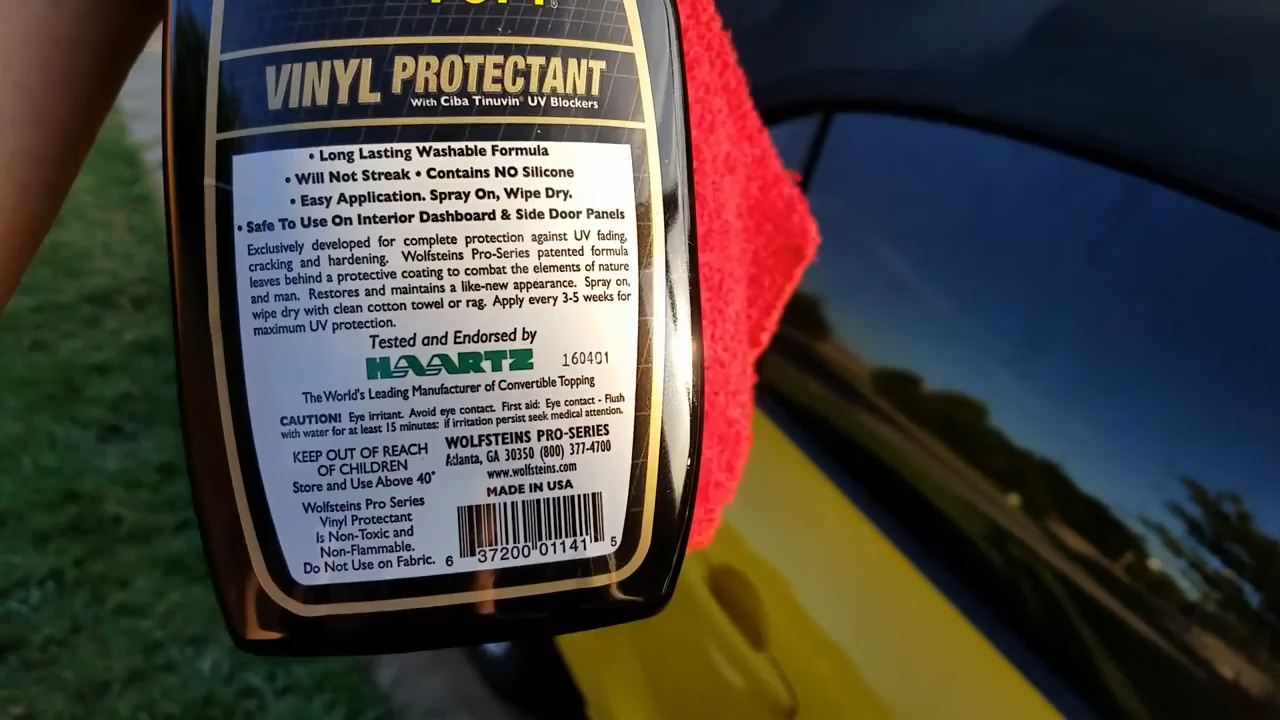 VINYL PROTECTANT
With Ciba Tinuvin® UV Blockers
• Long Lasting Washable Formula
• Will Not Streak • Contains NO Silicone
• Easy Application. Spray On, Wipe Dry.
• Safe To Use On Interior Dashboard & Side Door Panels
Exclusively developed for complete protection against UV fading,
cracking and hardening. Wolfsteins Pro-Series patented formula
leaves behind a protective coating to combat the elements of nature
and man. Restores and maintains a like-new appearance. Spray on,
wipe dry with clean cotton towel or rag. Apply every 3-5 weeks for
maximum UV protection.
Tested and Endorsed by
HAARTZ 160401
The World's Leading Manufacturer of Convertible Topping
CAUTION! Eye irritant. Avoid eye contact. First aid: Eye contact - Flush
with water for at least 15 minutes: if irritation persist seek medical attention.
KEEP OUT OF REACH
OF CHILDREN
Store and Use Above 40°
Wolfsteins Pro Series
Vinyl Protectant
Is Non-Toxic and
Non-Flammable.
Do Not Use on Fabric.
WOLFSTEINS PRO-SERIES
Atlanta, GA 30350 (800) 377-4700
www.wolfsteins.com
MADE IN USA
6 37200 01141 5